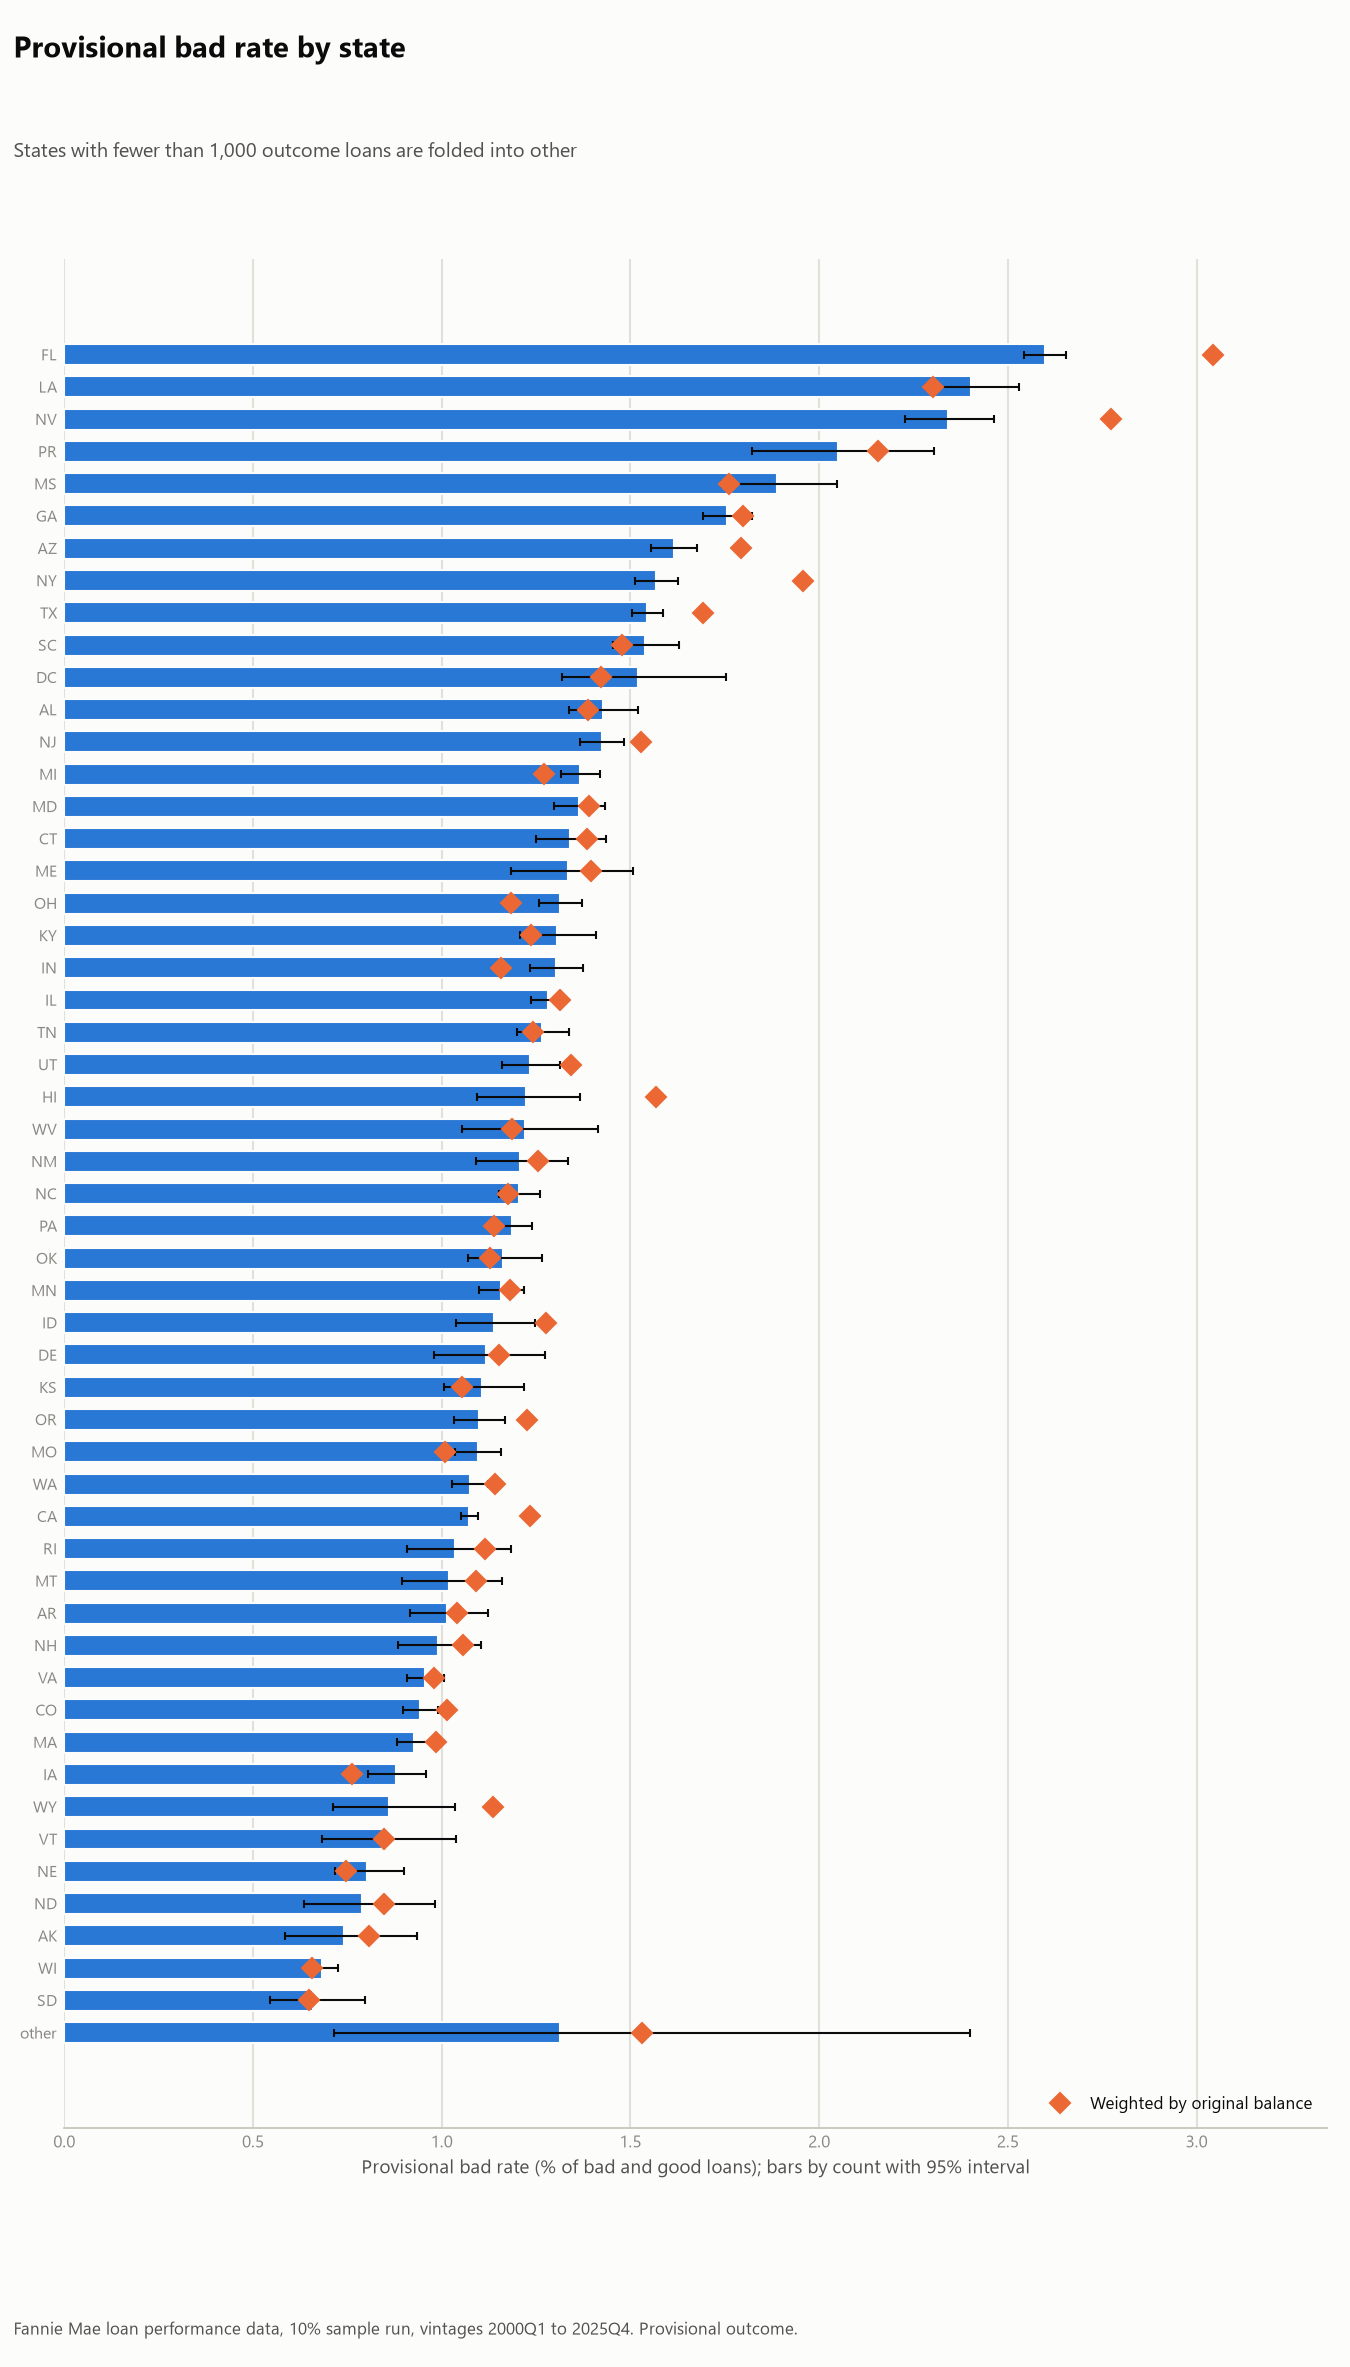 Provisional bad rate by state
States with fewer than 1,000 outcome loans are folded into other
FL
LA
NV
PR
MS
GA
AZ
NY
TX
SC
DC
AL
NJ
MI
MD
CT
ME
OH
KY
IN
IL
TN
UT
HI
WV
NM
NC
PA
OK
MN
ID
DE
KS
OR
MO
WA
CA
RI
MT
AR
NH
VA
CO
MA
IA
WY
VT
NE
ND
AK
WI
SD
other
Weighted by original balance
0.0 0.5 1.0 1.5 2.0 2.5 3.0
Provisional bad rate (% of bad and good loans); bars by count with 95% interval
Fannie Mae loan performance data, 10% sample run, vintages 2000Q1 to 2025Q4. Provisional outcome.